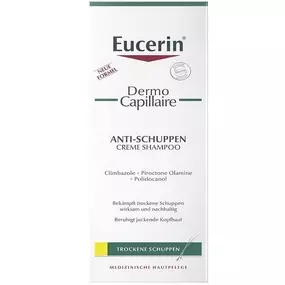 Eucerin®
NEUE
FORMEL
Dermo
Capillaire
ANTI-SCHUPPEN
CREME SHAMPOO
Climbazole • Piroctone Olamine
• Polidocanol
Bekämpft trockene Schuppen
wirksam und nachhaltig
Beruhigt juckende Kopfhaut
TROCKENE SCHUPPEN
MEDIZINISCHE HAUTPFLEGE